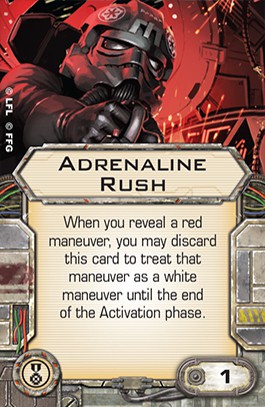 © LFL © FFG
ADRENALINE
RUSH
When you reveal a red
maneuver, you may discard
this card to treat that
maneuver as a white
maneuver until the end
of the Activation phase.
1